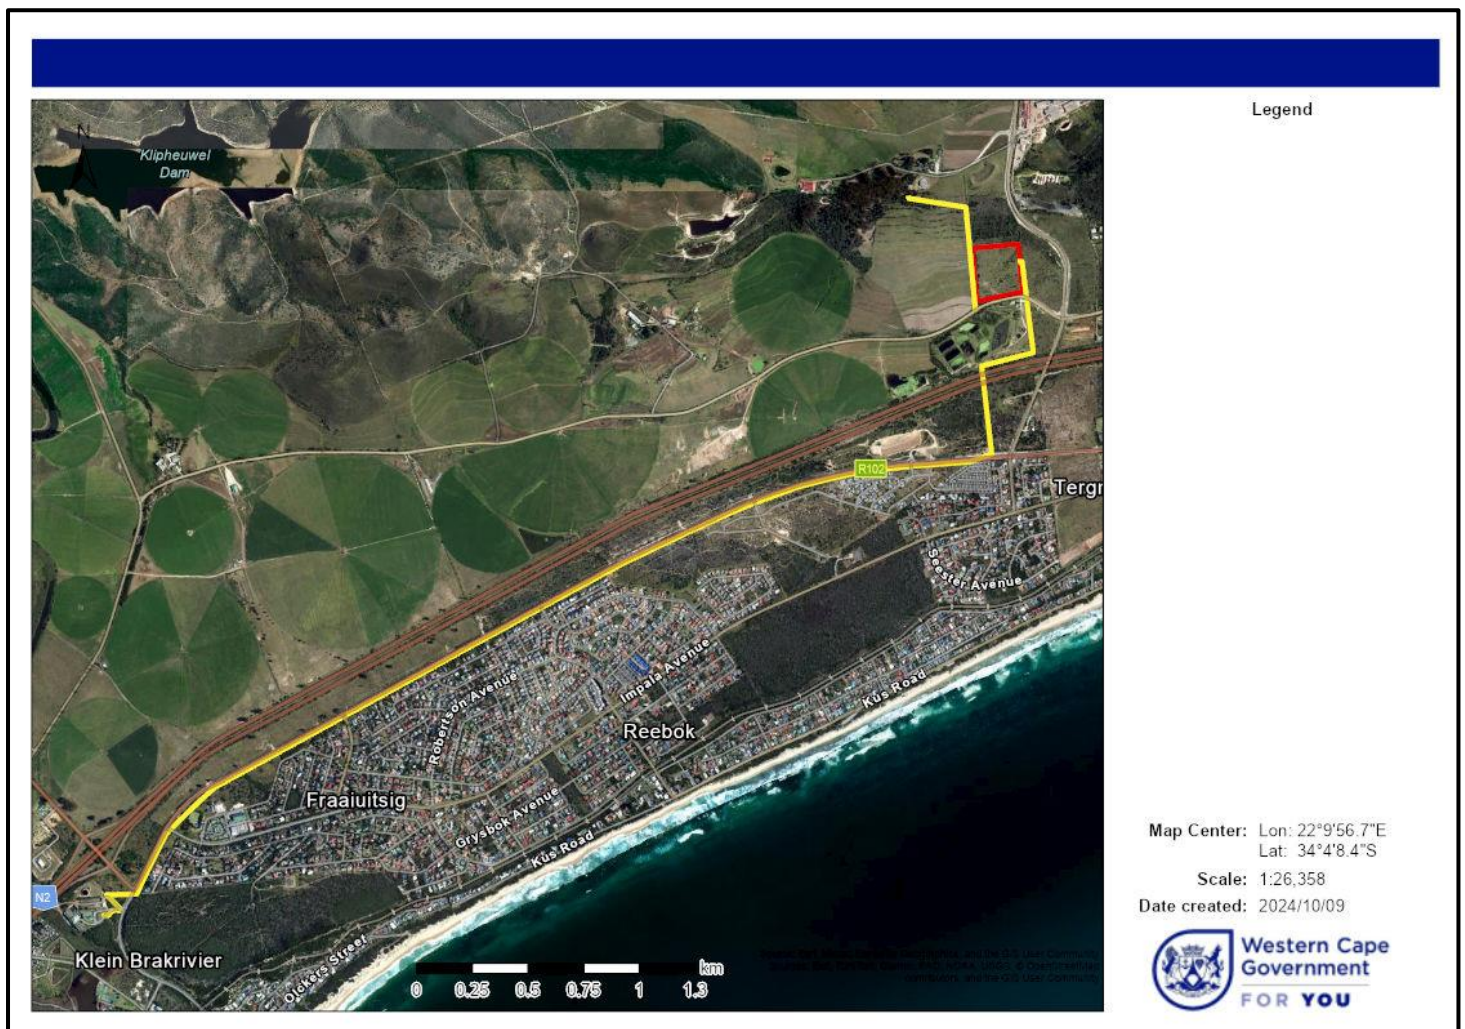 Legend
N
Klipheuwel
Dam
R102
Tergr
Seester Avenue
Robertson Avenue
Impala Avenue
Kus Road
Reebok
Fraaiuitsig
Grysbok Avenue
Kus Road
N2
Klein Brakrivier
Olckers Street
km
0 0.25 0.5 0.75 1 1.3
Map Center: Lon: 22°9'56.7"E
Lat: 34°4'8.4"S
Scale: 1:26,358
Date created: 2024/10/09
Western Cape
Government
FOR YOU